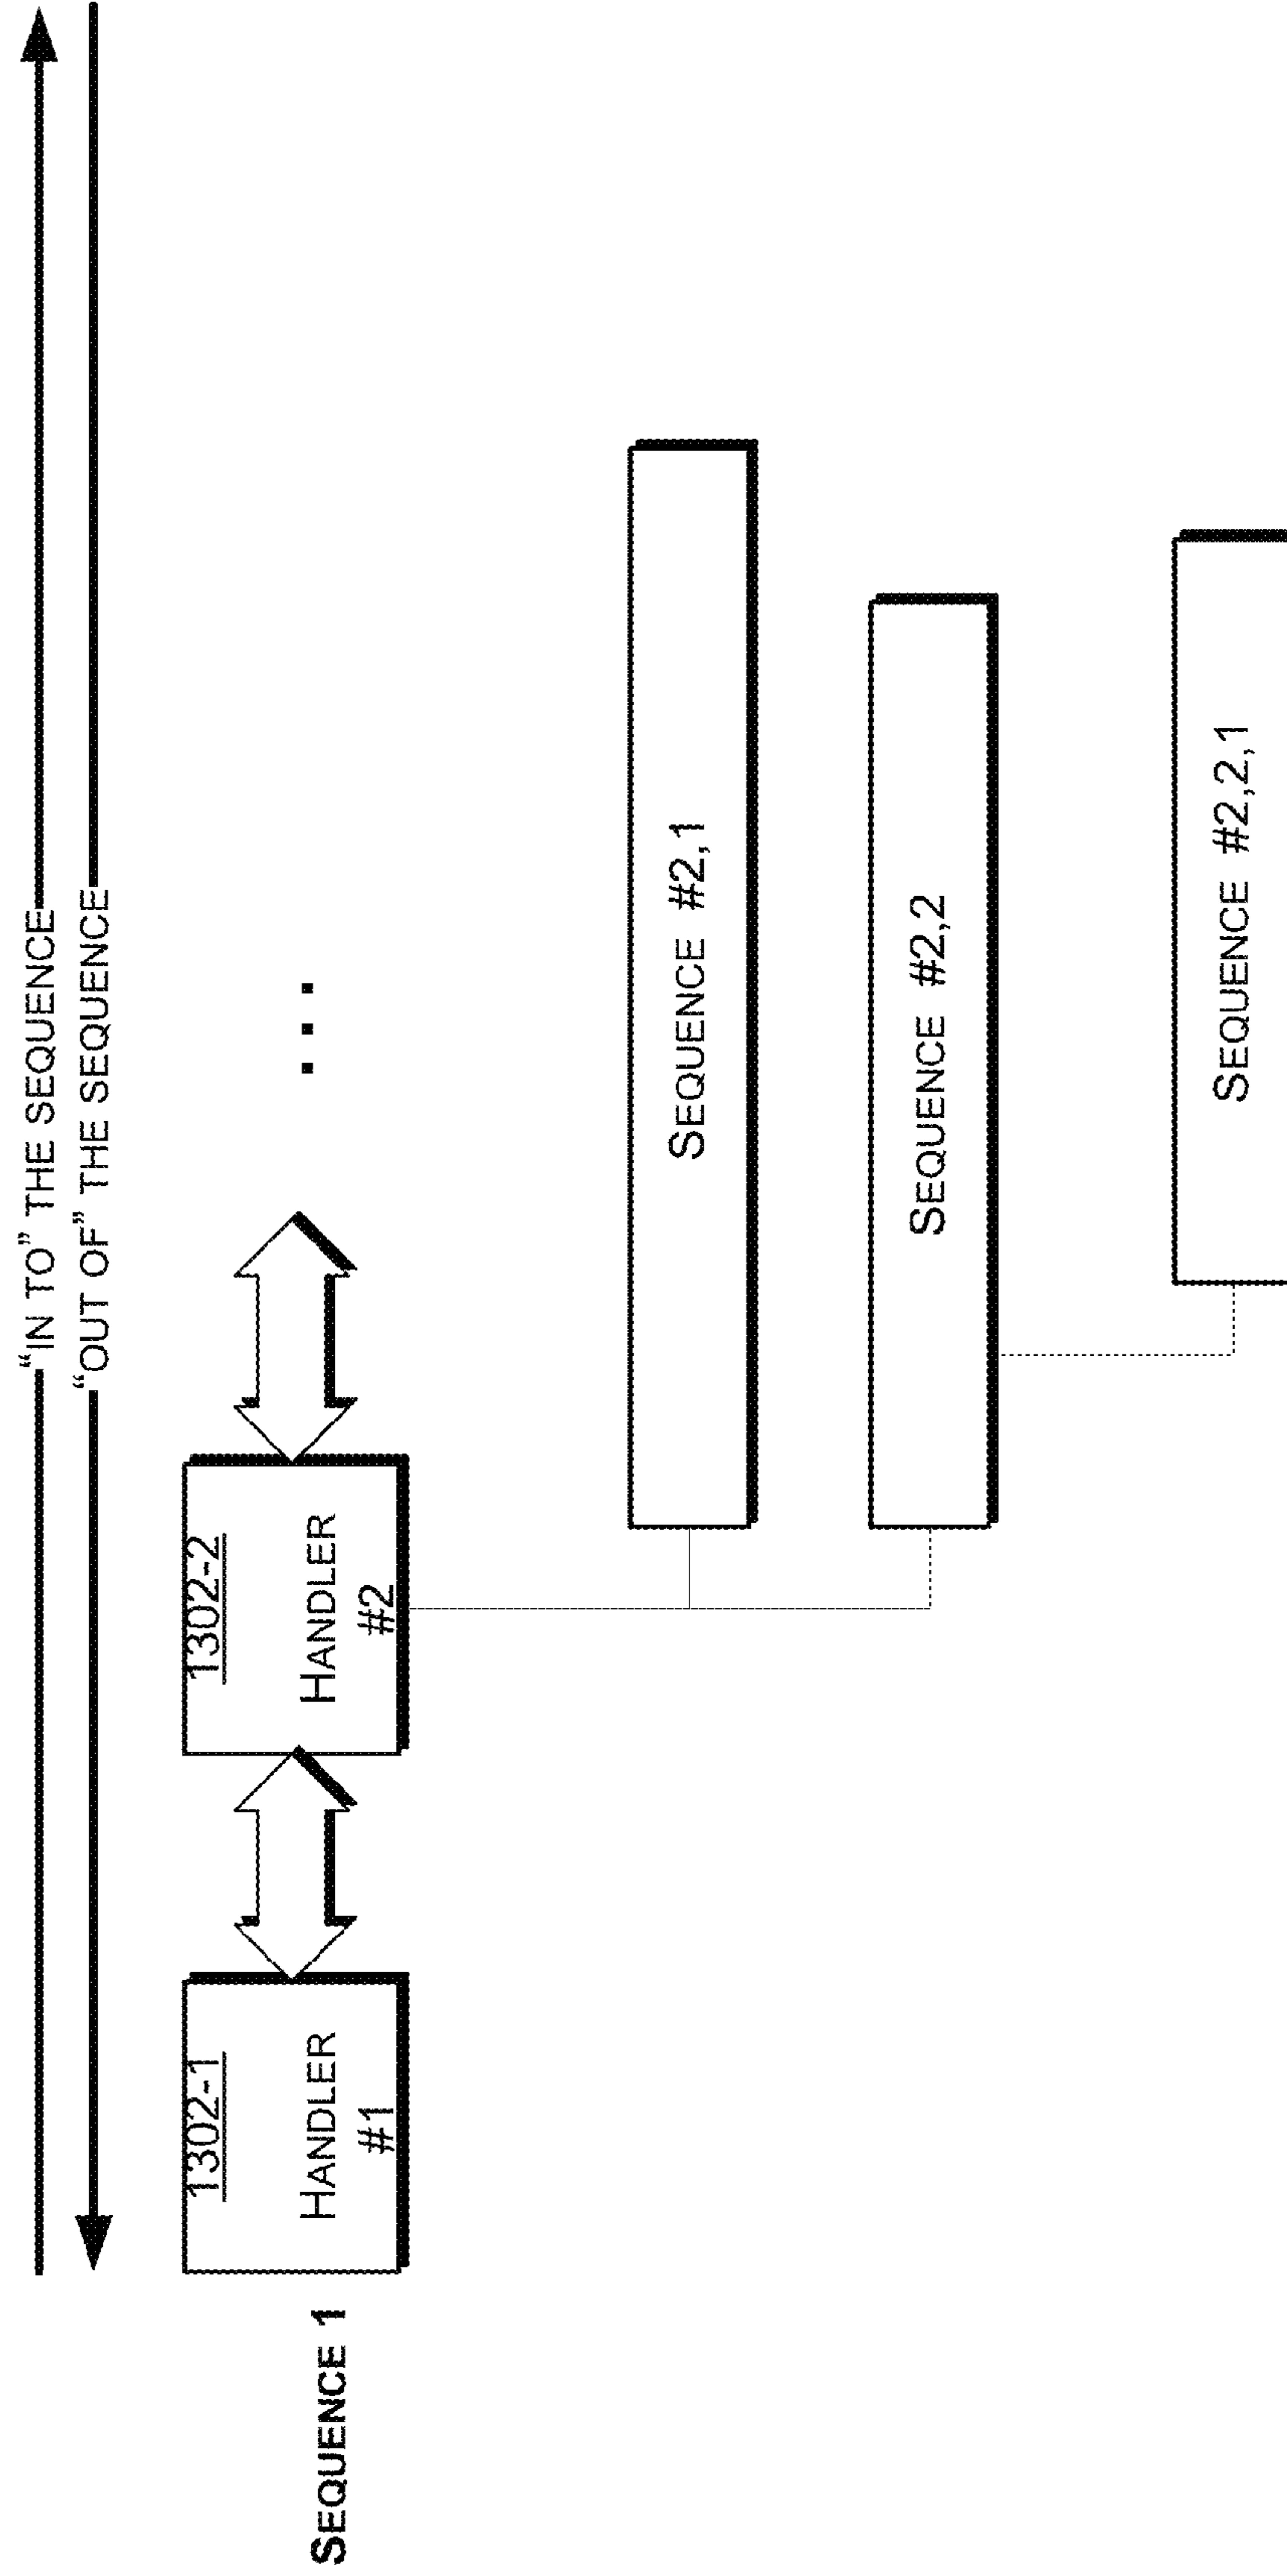 “IN TO” THE SEQUENCE
“OUT OF” THE SEQUENCE
SEQUENCE 1
1302-1
HANDLER
#1
1302-2
HANDLER
#2
...
SEQUENCE #2,1
SEQUENCE #2,2
SEQUENCE #2,2,1